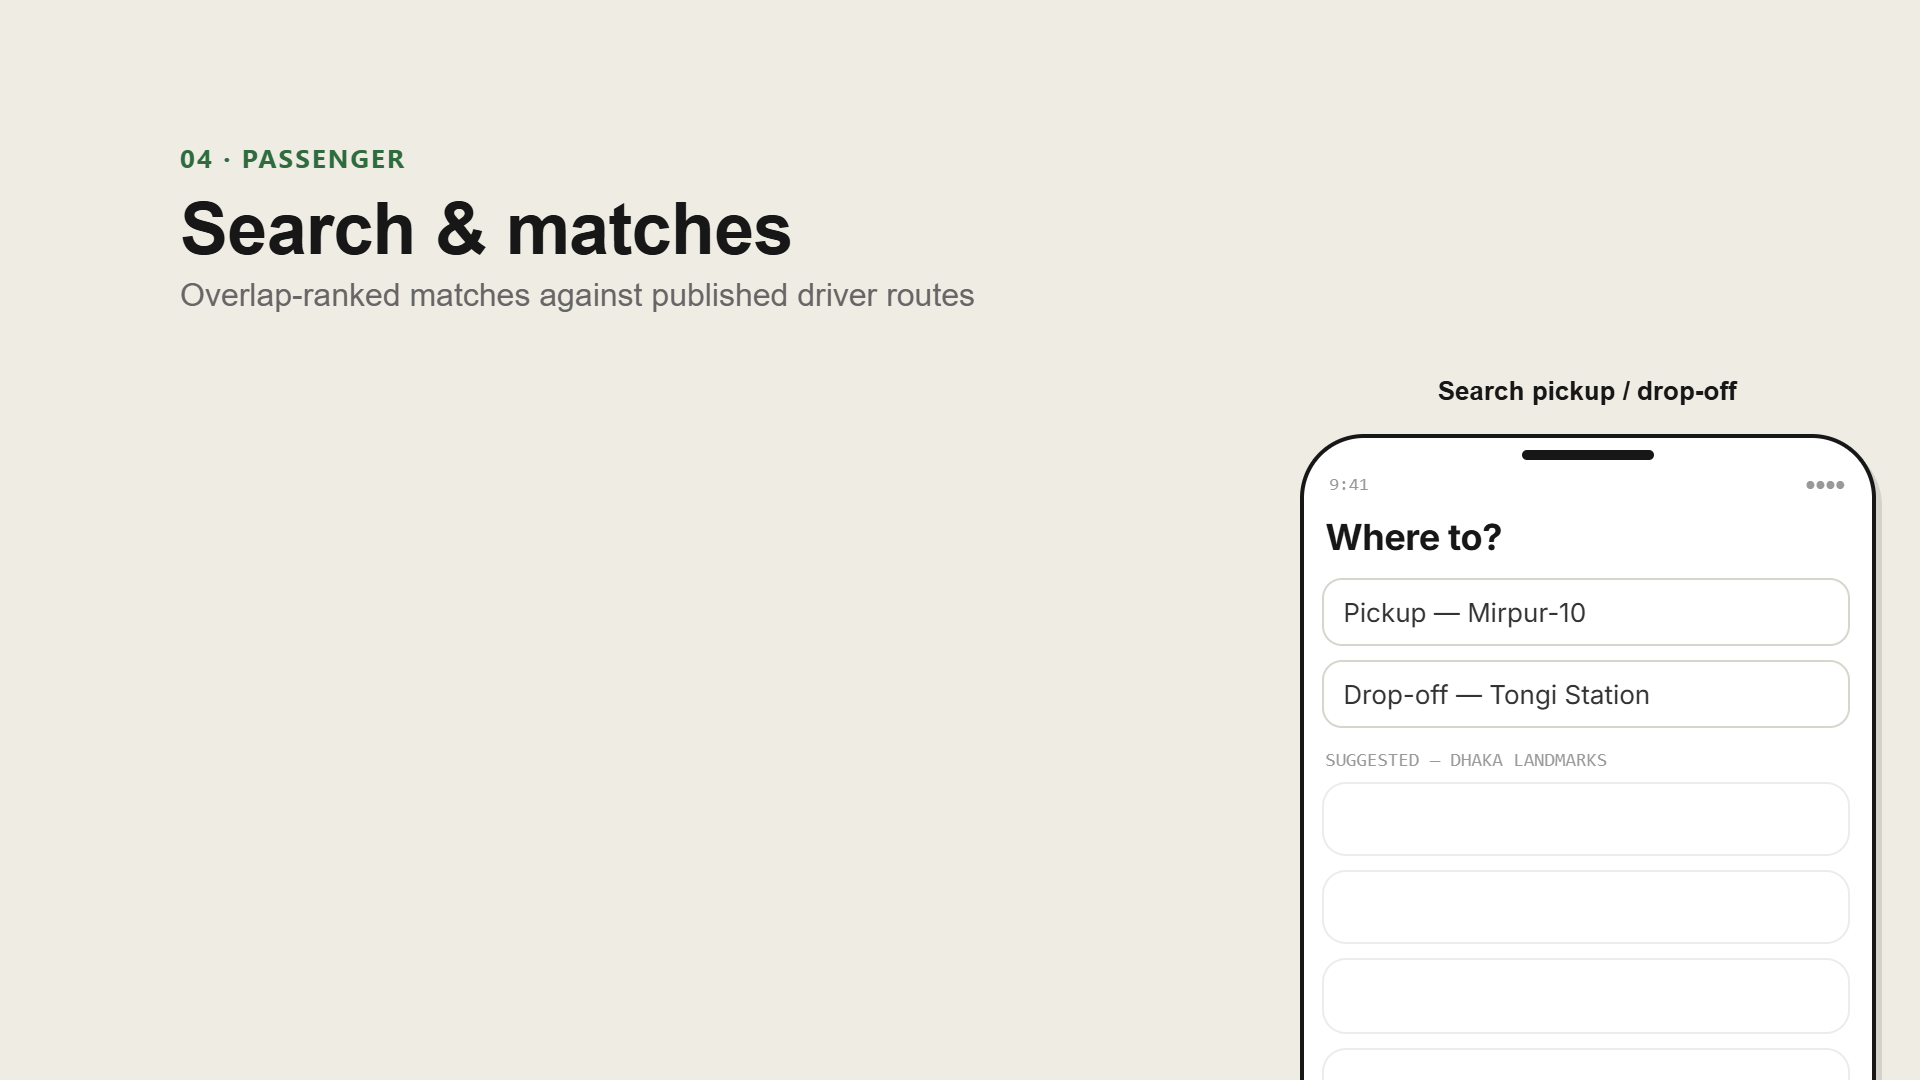 04 · PASSENGER
Search & matches
Overlap-ranked matches against published driver routes
Search pickup / drop-off
9:41
Where to?
Pickup — Mirpur-10
Drop-off — Tongi Station
SUGGESTED — DHAKA LANDMARKS